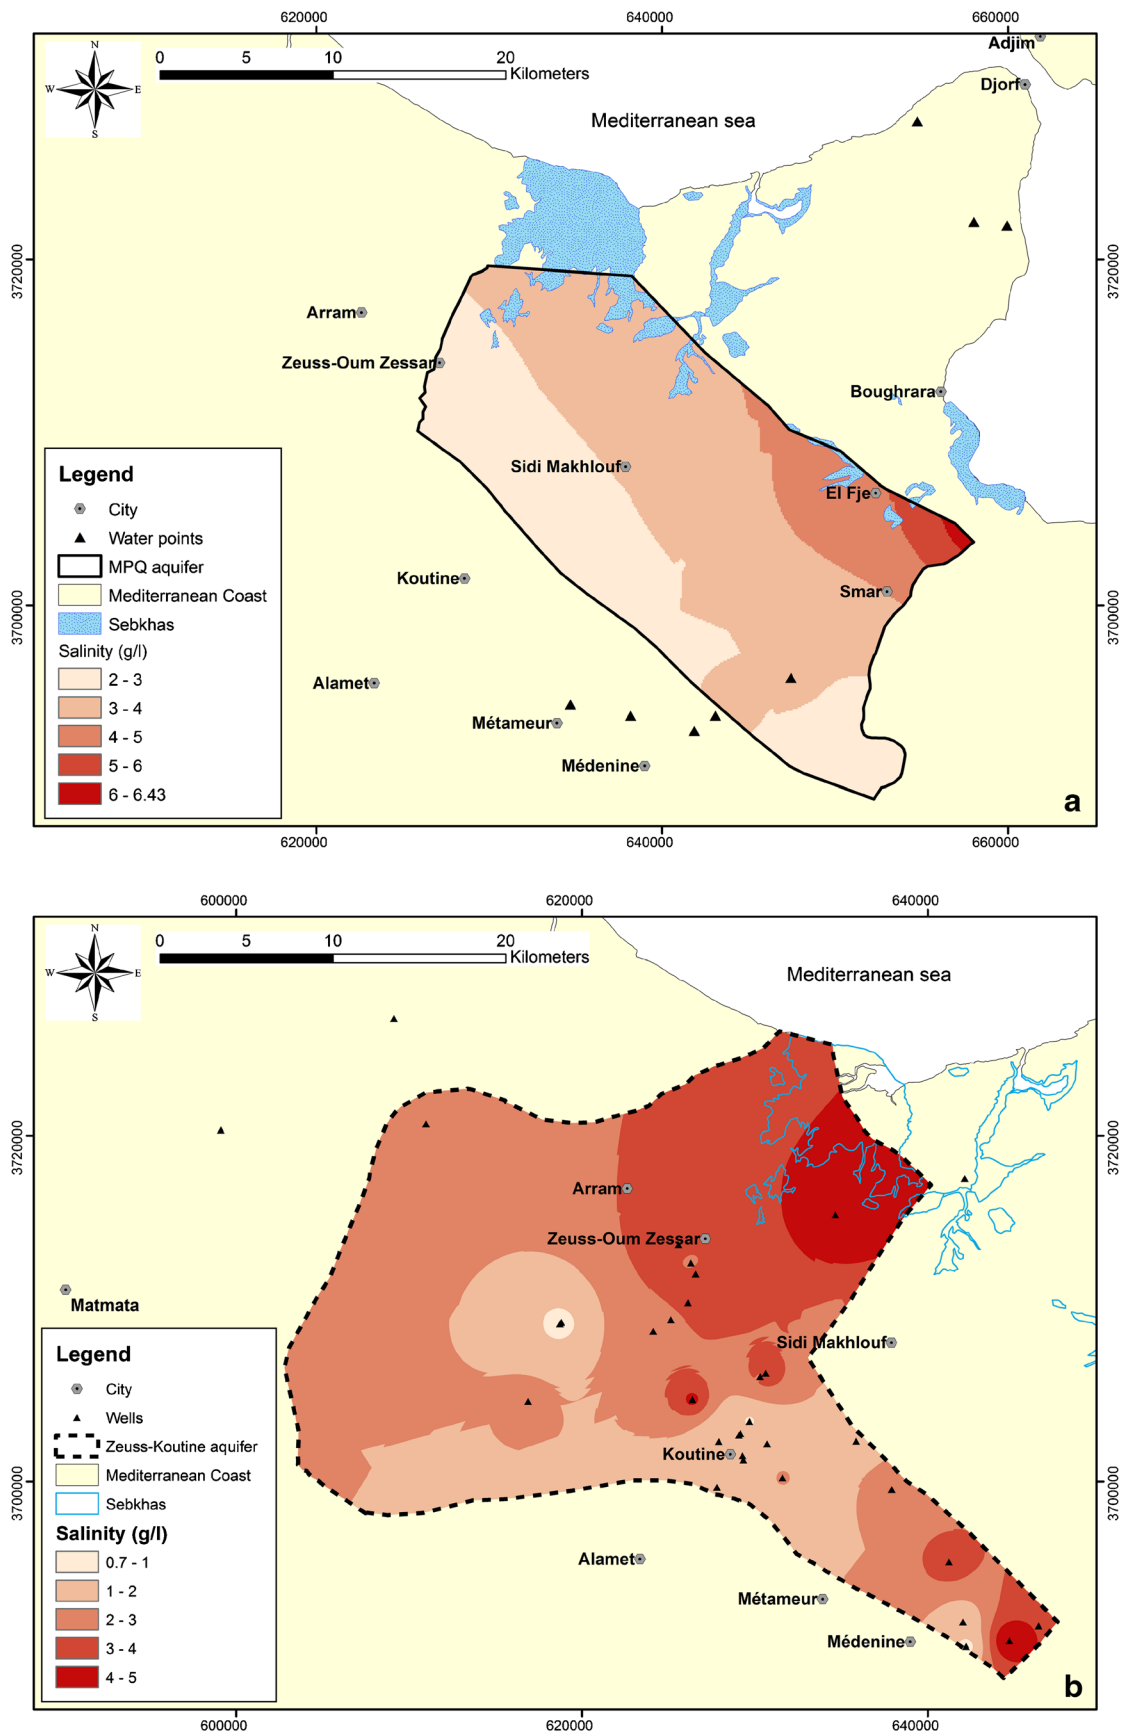 620000 640000 660000
N
W E
S
0 5 10 20
Kilometers
Adjim
Djorf
Mediterranean sea
3720000 3720000
Arram
Zeuss-Oum Zessar
Boughrara
Sidi Makhlouf
El Fje
Legend
City
Water points
MPQ aquifer
Mediterranean Coast
Sebkhas
Salinity (g/l)
2 - 3
3 - 4
4 - 5
5 - 6
6 - 6.43
Koutine
Smar
3700000 3700000
Alamet
Métameur
Médenine
a
620000 640000 660000
600000 620000 640000
N
W E
S
0 5 10 20
Kilometers
Mediterranean sea
3720000 3720000
Arram
Zeuss-Oum Zessar
Matmata
Sidi Makhlouf
Legend
City
Wells
Zeuss-Koutine aquifer
Mediterranean Coast
Sebkhas
Salinity (g/l)
0.7 - 1
1 - 2
2 - 3
3 - 4
4 - 5
Koutine
3700000 3700000
Alamet
Métameur
Médenine
b
600000 620000 640000